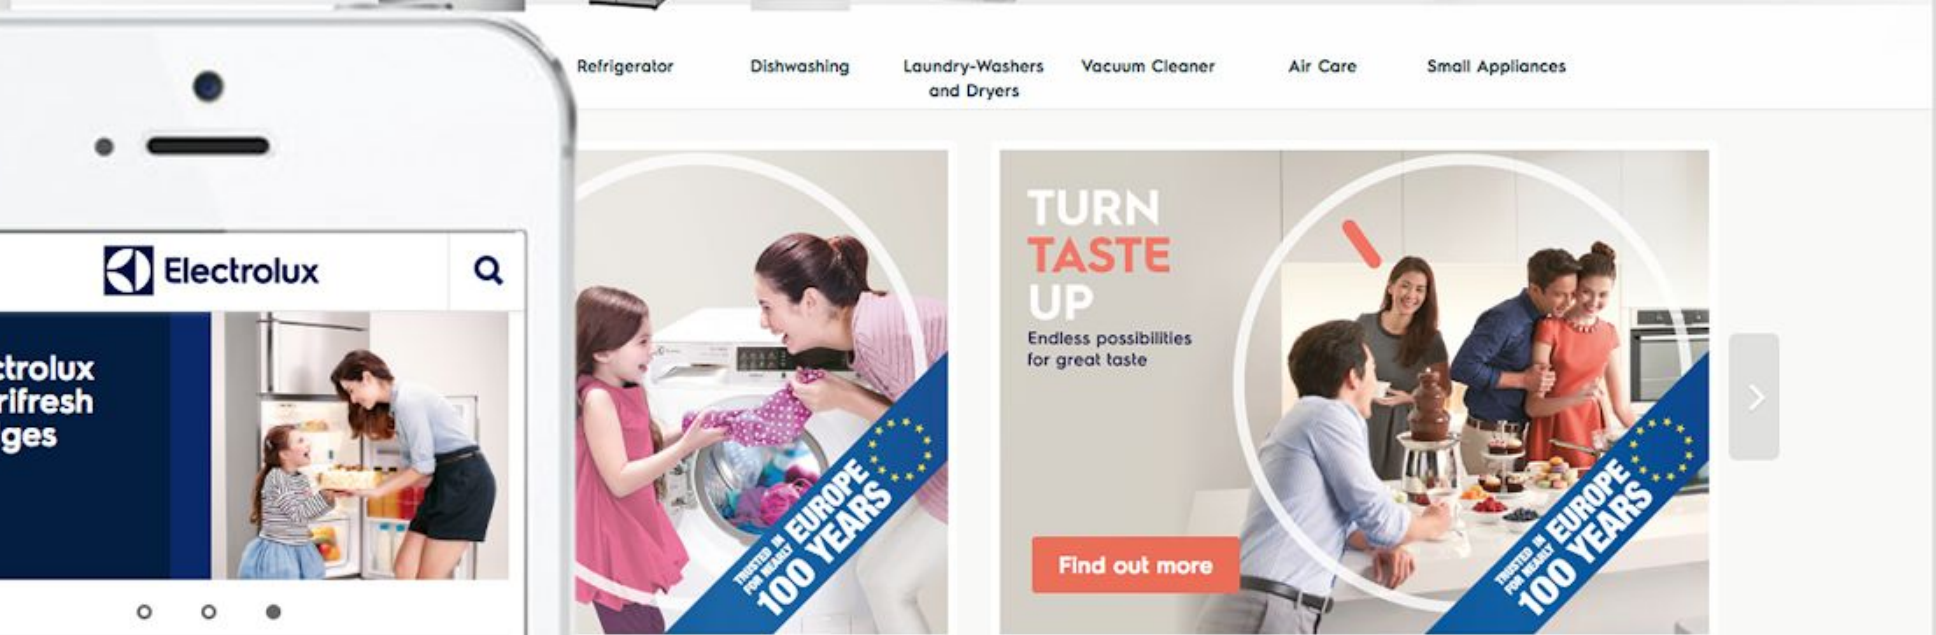 Refrigerator
Dishwashing
Laundry-Washers
and Dryers
Vacuum Cleaner
Air Care
Small Appliances
Electrolux
ctrolux
rifresh
ges
TRUSTED IN
FOR NEARLY
EUROPE
100 YEARS
TURN
TASTE
UP
Endless possibilities
for great taste
Find out more
TRUSTED IN
FOR NEARLY
EUROPE
100 YEARS